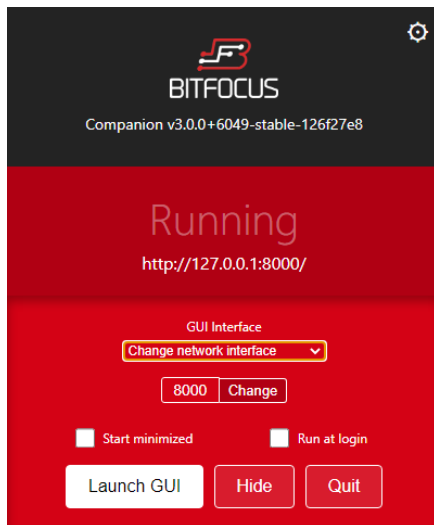 BITFOCUS
Companion v3.0.0+6049-stable-126f27e8
Running
http://127.0.0.1:8000/
GUI Interface
Change network interface
8000 Change
Start minimized Run at login
Launch GUI Hide Quit